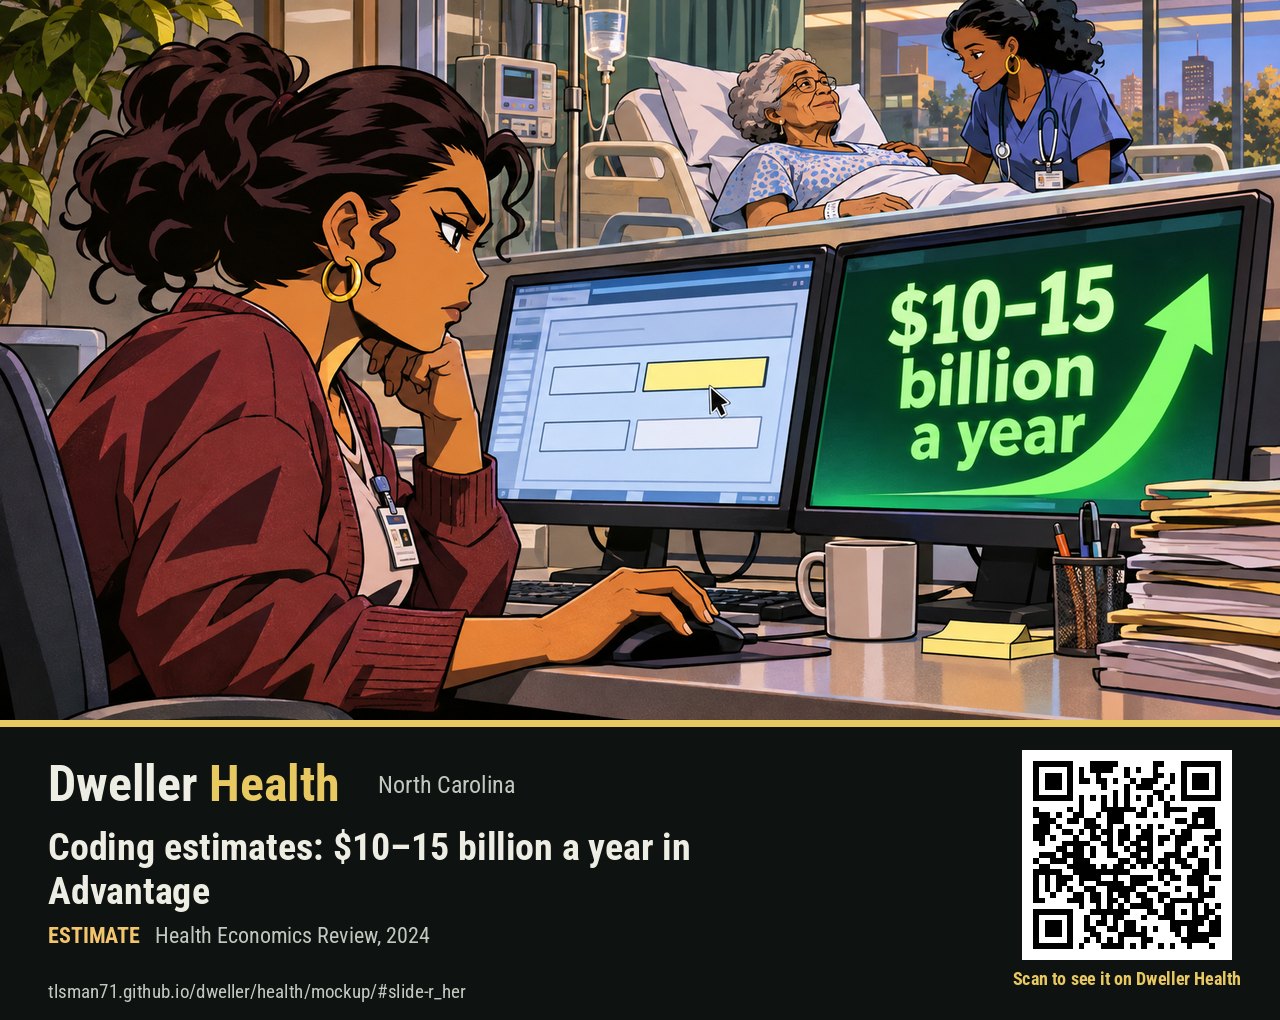 $10–15
billion
a year
Dweller Health
North Carolina
Coding estimates: $10–15 billion a year in
Advantage
ESTIMATE Health Economics Review, 2024
tlsman71.github.io/dweller/health/mockup/#slide-r_her
Scan to see it on Dweller Health